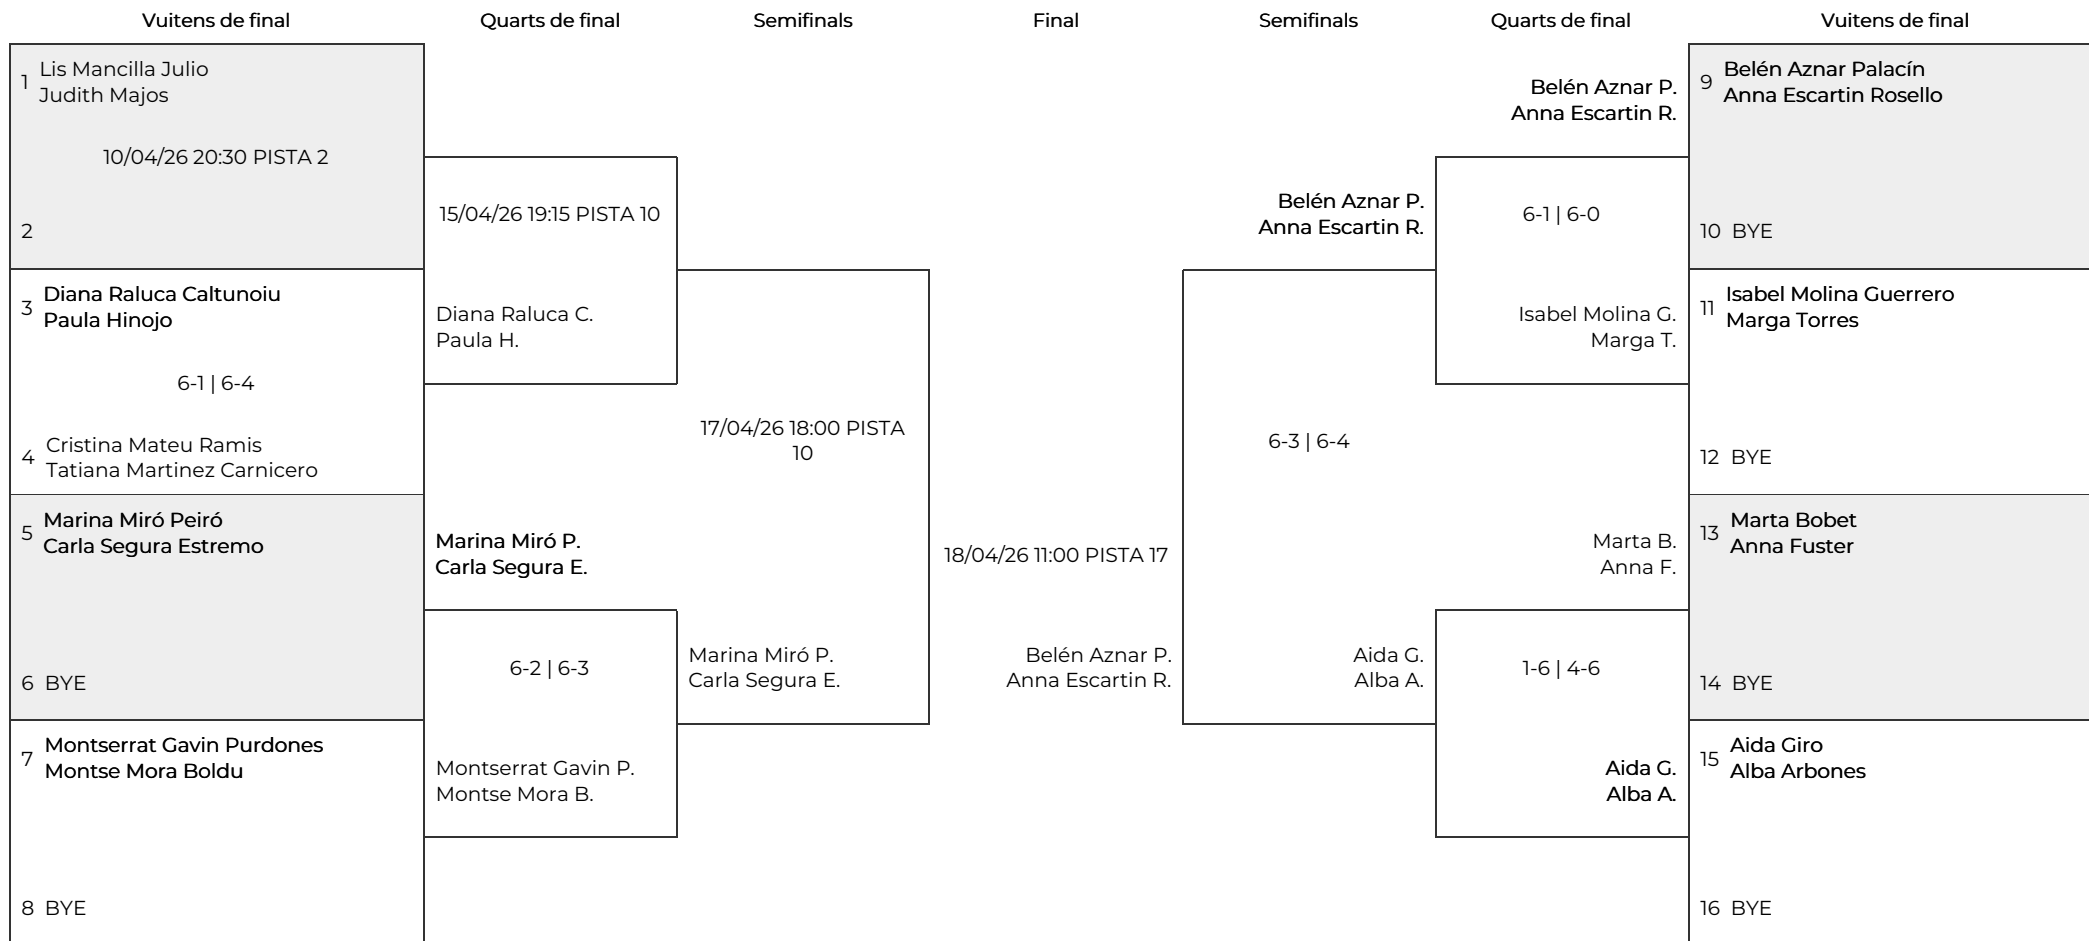 Vuitens de final
Quarts de final
Semifinals
Final
Semifinals
Quarts de final
Vuitens de final
1
Lis Mancilla Julio
Judith Majos
10/04/26 20:30 PISTA 2
2
3
Diana Raluca Caltunoiu
Paula Hinojo
6-1 | 6-4
4
Cristina Mateu Ramis
Tatiana Martinez Carnicero
5
Marina Miró Peiró
Carla Segura Estremo
6 BYE
7
Montserrat Gavin Purdones
Montse Mora Boldu
8 BYE
15/04/26 19:15 PISTA 10
Diana Raluca C.
Paula H.
Marina Miró P.
Carla Segura E.
6-2 | 6-3
Montserrat Gavin P.
Montse Mora B.
17/04/26 18:00 PISTA
10
Marina Miró P.
Carla Segura E.
18/04/26 11:00 PISTA 17
Belén Aznar P.
Anna Escartin R.
Belén Aznar P.
Anna Escartin R.
6-3 | 6-4
Aida G.
Alba A.
Belén Aznar P.
Anna Escartin R.
6-1 | 6-0
Isabel Molina G.
Marga T.
Marta B.
Anna F.
1-6 | 4-6
Aida G.
Alba A.
9
Belén Aznar Palacín
Anna Escartin Rosello
10 BYE
11
Isabel Molina Guerrero
Marga Torres
12 BYE
13
Marta Bobet
Anna Fuster
14 BYE
15
Aida Giro
Alba Arbones
16 BYE